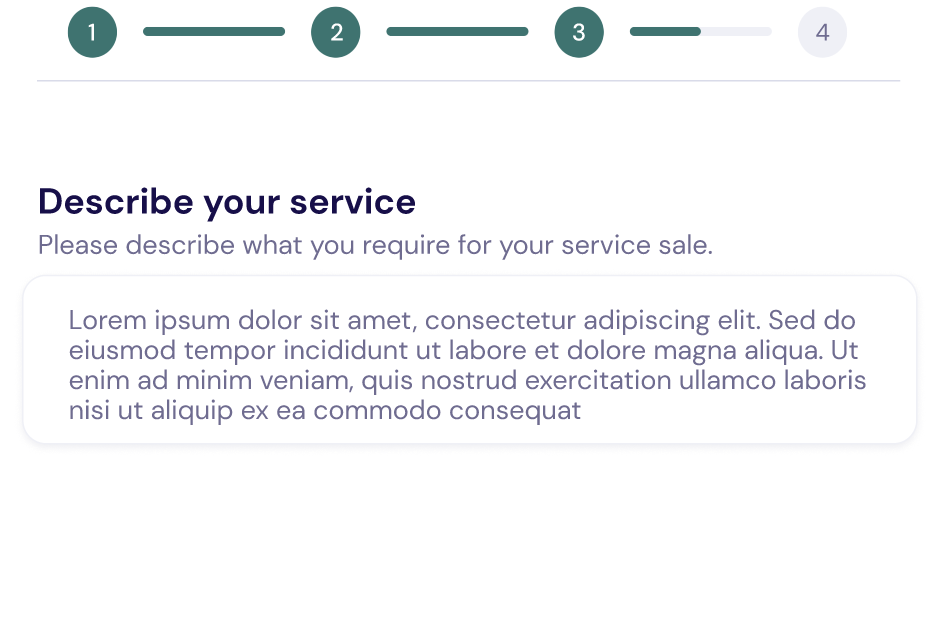 1 2 3 4
Describe your service
Please describe what you require for your service sale.
Lorem ipsum dolor sit amet, consectetur adipiscing elit. Sed do
eiusmod tempor incididunt ut labore et dolore magna aliqua. Ut
enim ad minim veniam, quis nostrud exercitation ullamco laboris
nisi ut aliquip ex ea commodo consequat